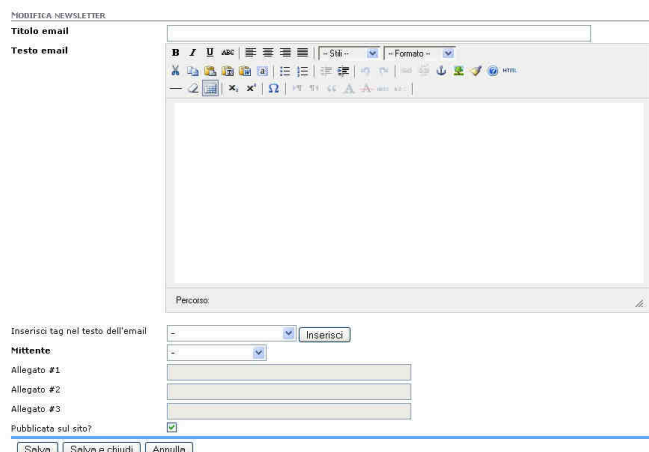 MODIFICA NEWSLETTER
Titolo email
Testo email
B I U ABC -- Stili -- -- Formato --
HTML
Percorso:
Inserisci tag nel testo dell'email - Inserisci
Mittente -
Allegato #1
Allegato #2
Allegato #3
Pubblicata sul sito?
Salva Salva e chiudi Annulla